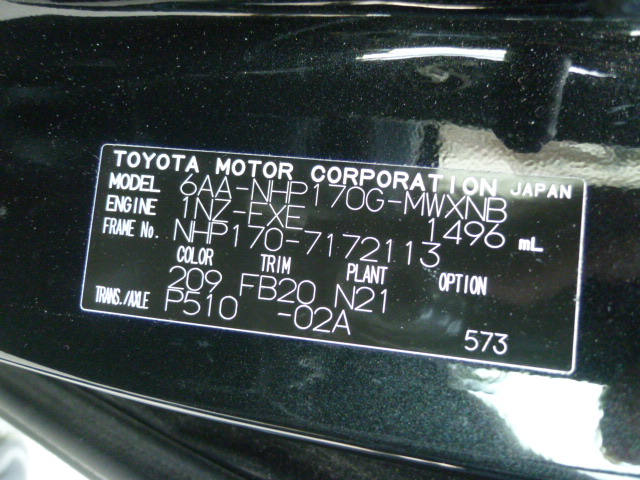 TOYOTA MOTOR CORPORATION JAPAN
MODEL 6AA-NHP170G-MWXNB
ENGINE 1NZ-EXE 1496 mL
FRAME No. NHP170-7172113
COLOR TRIM PLANT OPTION
209 FB20 N21
TRANS./AXLE P510 -02A
573